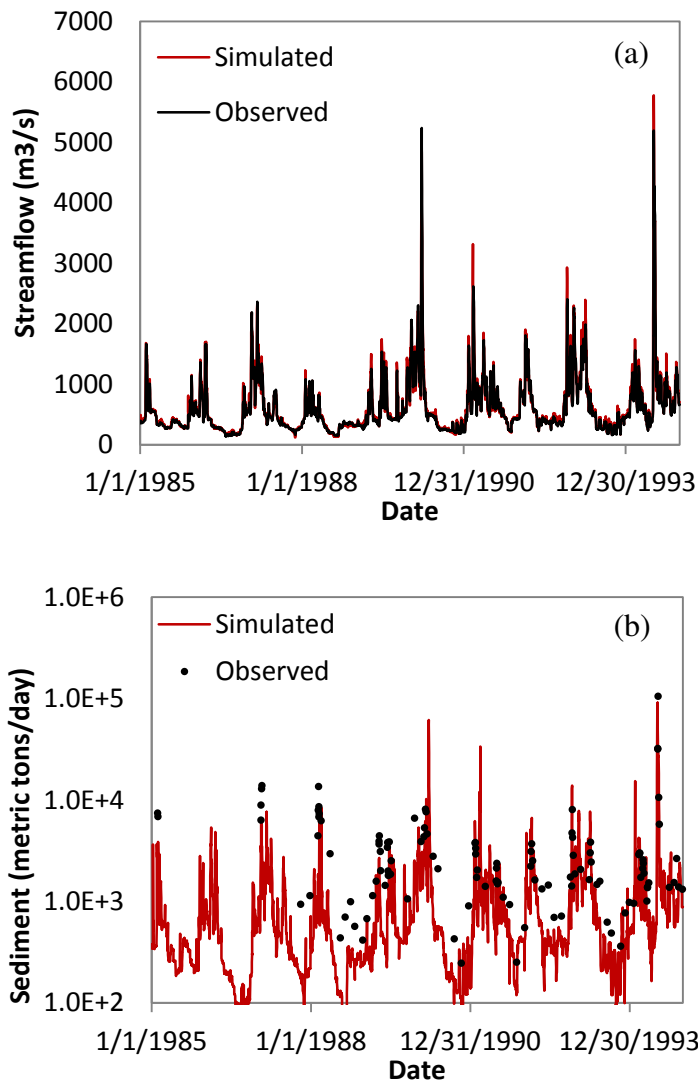 7000
6000
5000
4000
3000
2000
1000
0
Streamflow (m3/s)
Simulated
Observed
(a)
1/1/1985 1/1/1988 12/31/1990 12/30/1993
Date
1.0E+6
1.0E+5
1.0E+4
1.0E+3
1.0E+2
Sediment (metric tons/day)
Simulated
Observed
(b)
1/1/1985 1/1/1988 12/31/1990 12/30/1993
Date